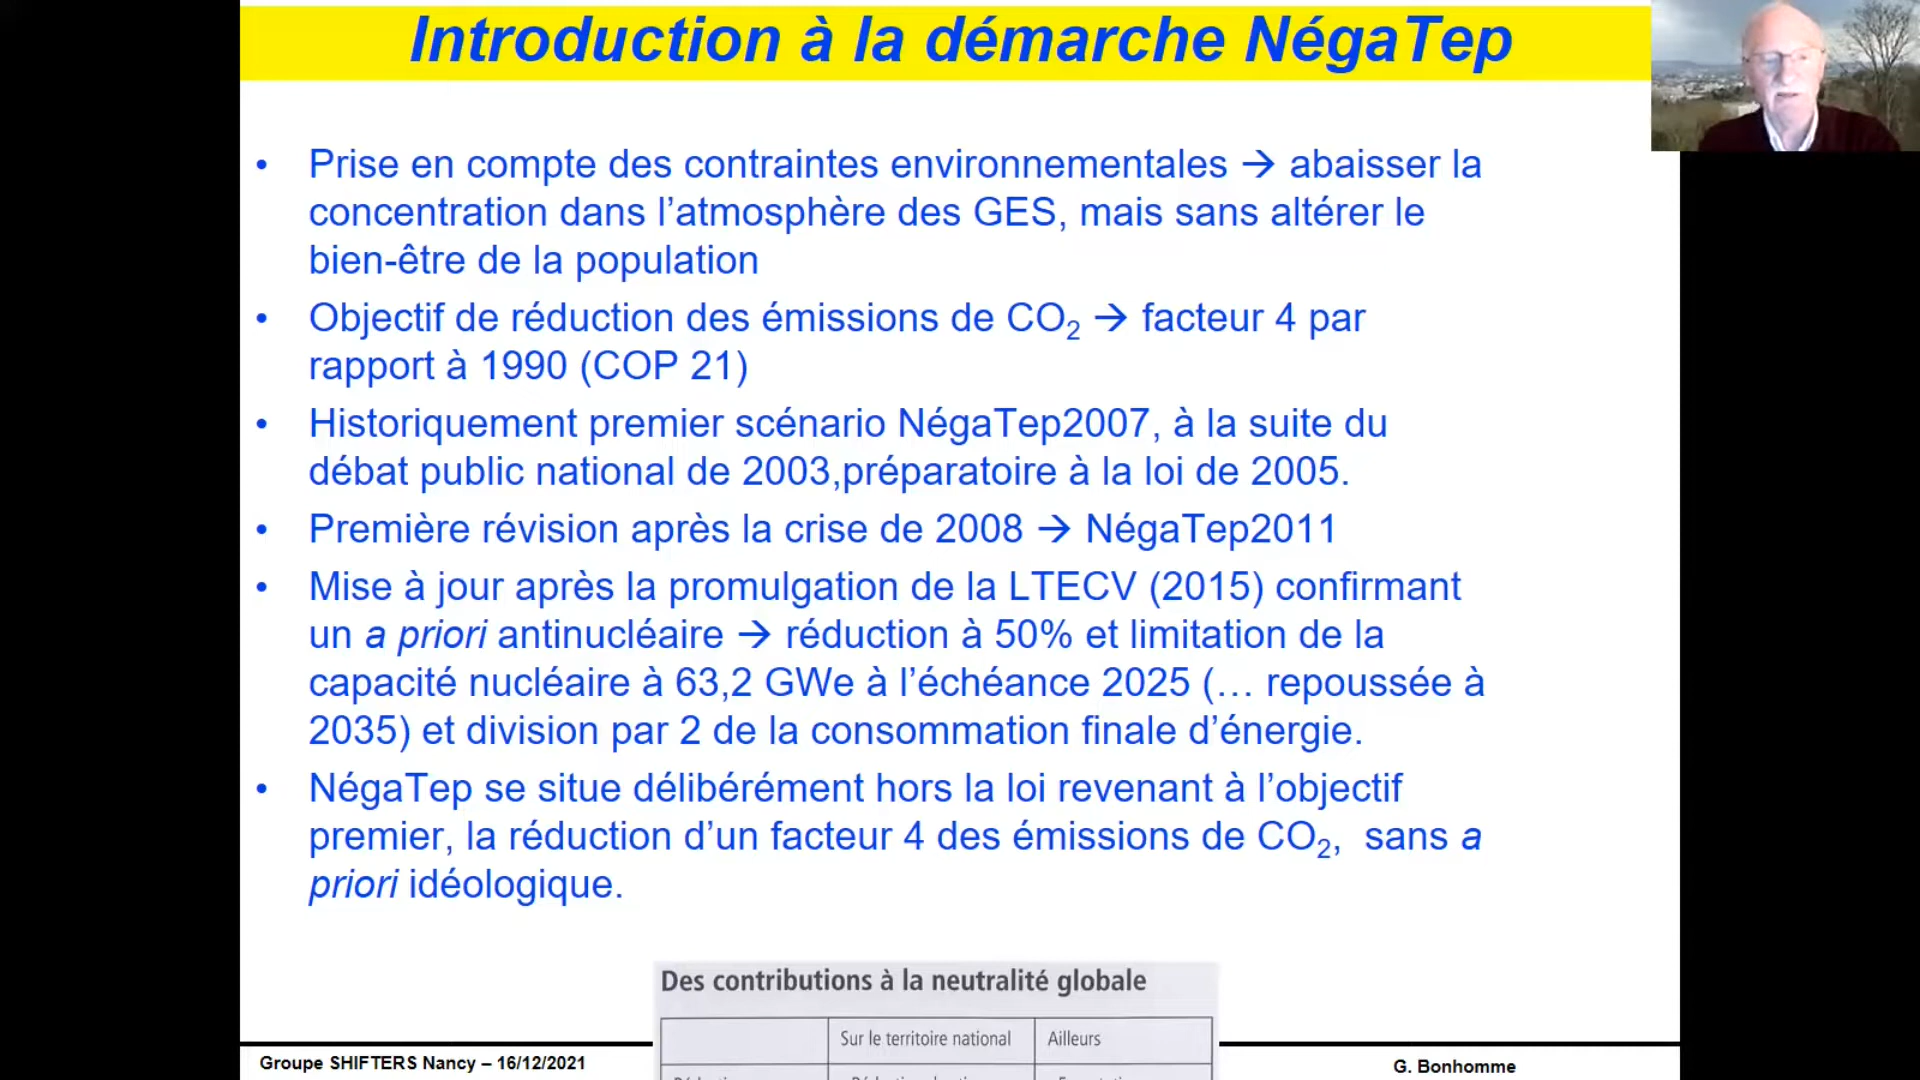 Introduction à la démarche NégaTep
• Prise en compte des contraintes environnementales → abaisser la
concentration dans l'atmosphère des GES, mais sans altérer le
bien-être de la population
• Objectif de réduction des émissions de CO₂ → facteur 4 par
rapport à 1990 (COP 21)
• Historiquement premier scénario NégaTep2007, à la suite du
débat public national de 2003,préparatoire à la loi de 2005.
• Première révision après la crise de 2008 → NégaTep2011
• Mise à jour après la promulgation de la LTECV (2015) confirmant
un a priori antinucléaire → réduction à 50% et limitation de la
capacité nucléaire à 63,2 GWe à l'échéance 2025 (… repoussée à
2035) et division par 2 de la consommation finale d'énergie.
• NégaTep se situe délibérément hors la loi revenant à l'objectif
premier, la réduction d'un facteur 4 des émissions de CO₂, sans a
priori idéologique.
Des contributions à la neutralité globale
Sur le territoire national Ailleurs
Groupe SHIFTERS Nancy – 16/12/2021
G. Bonhomme